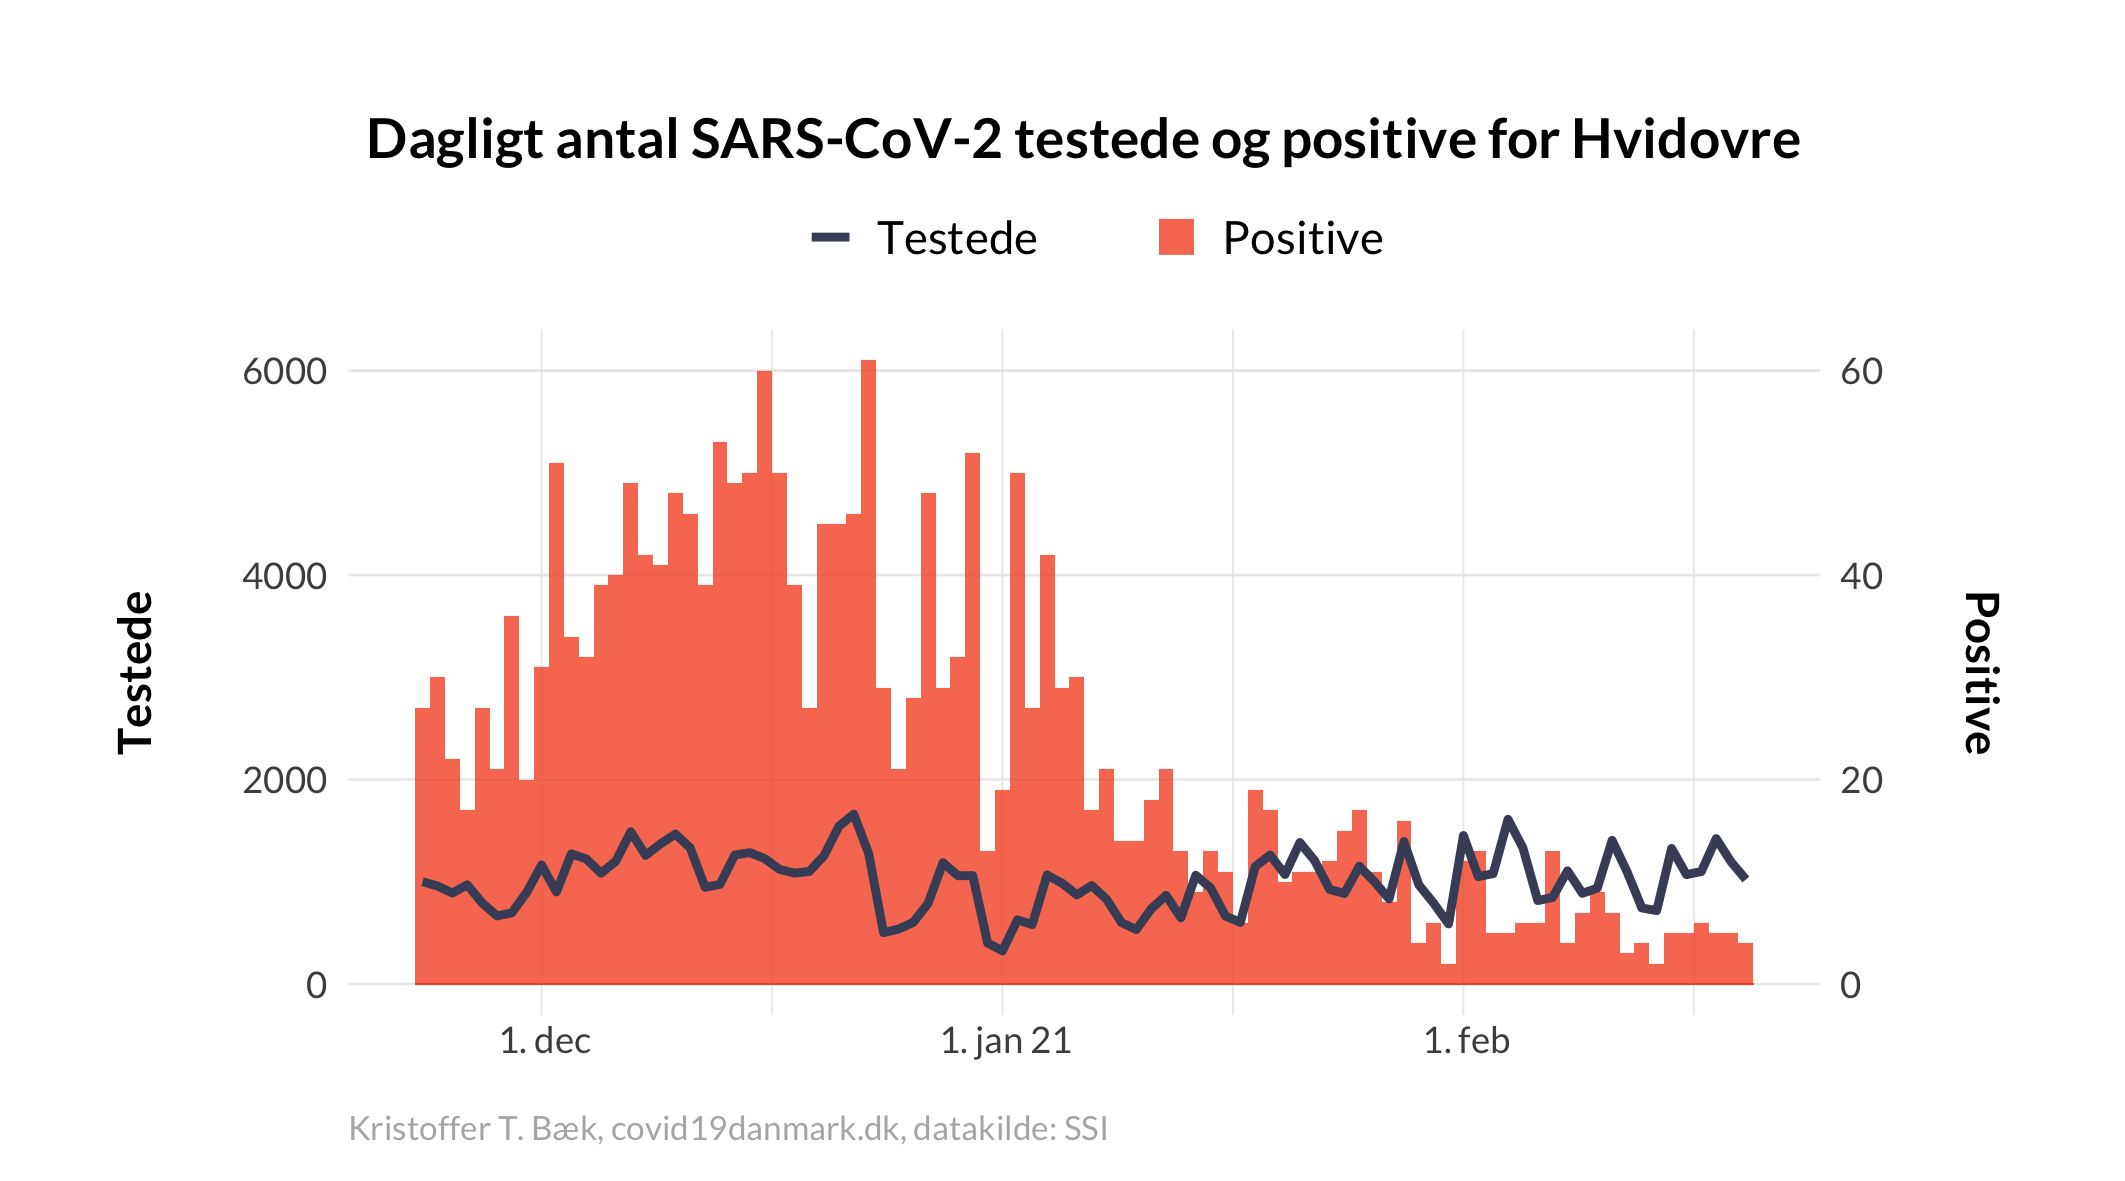 Dagligt antal SARS-CoV-2 testede og positive for Hvidovre
Testede
Positive
6000
60
4000
40
2000
20
0
0
Testede
Positive
1. dec
1. jan 21
1. feb
Kristoffer T. Bæk, covid19danmark.dk, datakilde: SSI